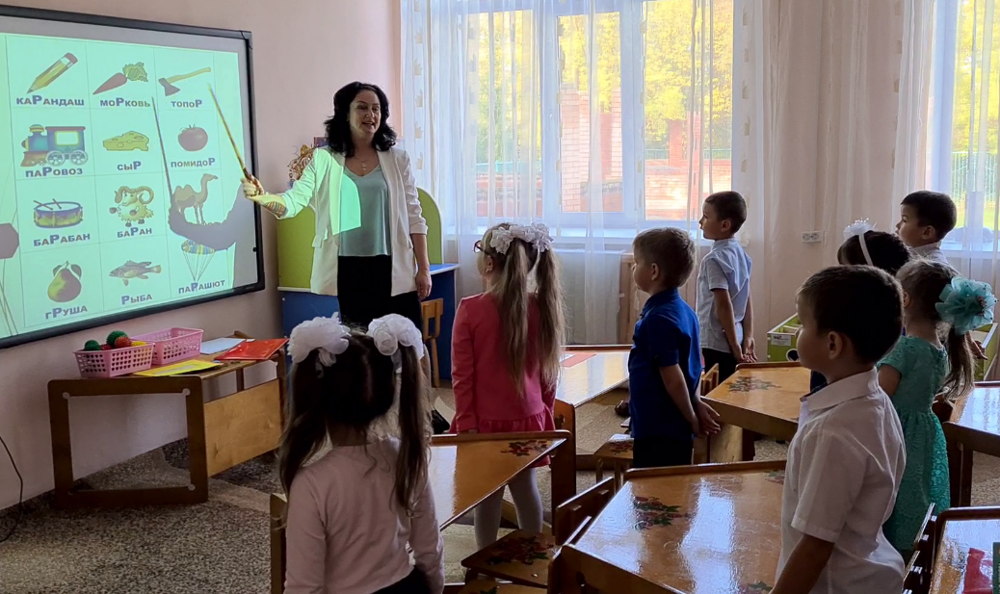 каРандаш моРковь топоР
паРовоз сыР помидоР
баРабан баРан
гРуша Рыба паРашют